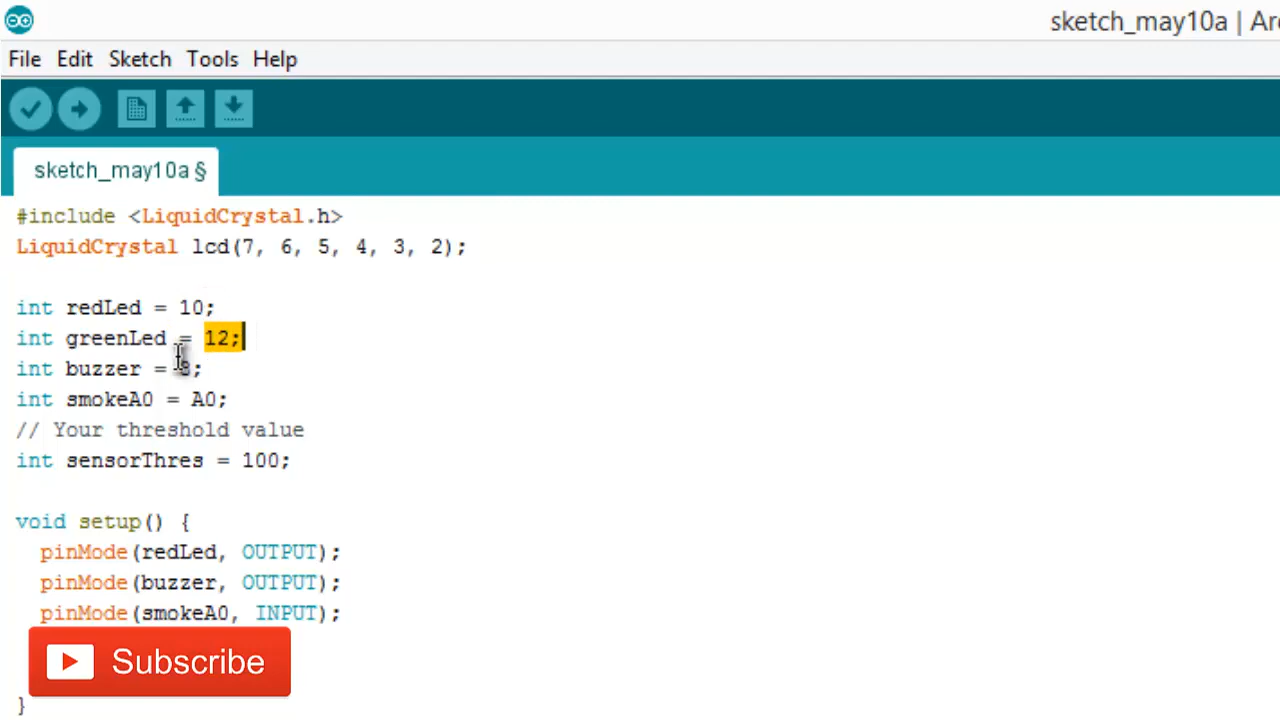 sketch_may10a | Ar
File Edit Sketch Tools Help
sketch_may10a §
#include <LiquidCrystal.h>
LiquidCrystal lcd(7, 6, 5, 4, 3, 2);
int redLed = 10;
int greenLed = 12;
int buzzer = 8;
int smokeA0 = A0;
// Your threshold value
int sensorThres = 100;
void setup() {
pinMode(redLed, OUTPUT);
pinMode(buzzer, OUTPUT);
pinMode(smokeA0, INPUT);
Subscribe
}